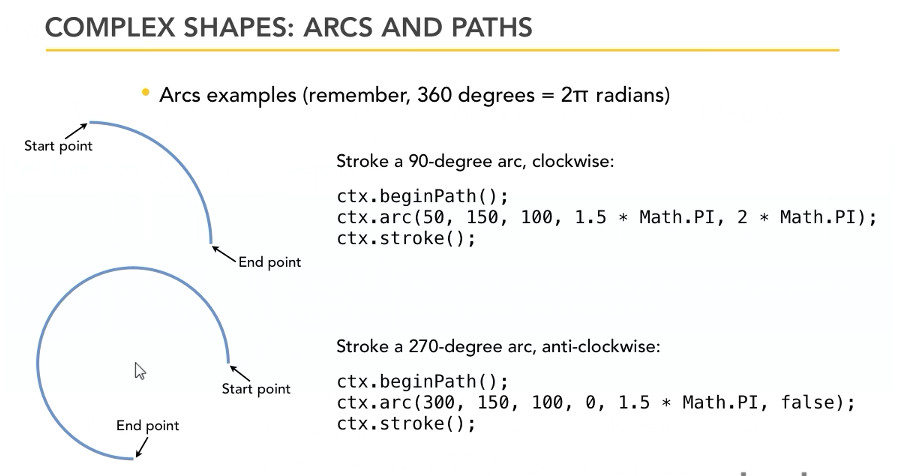 COMPLEX SHAPES: ARCS AND PATHS
• Arcs examples (remember, 360 degrees = 2π radians)
Start point
End point
Stroke a 90-degree arc, clockwise:
ctx.beginPath();
ctx.arc(50, 150, 100, 1.5 * Math.PI, 2 * Math.PI);
ctx.stroke();
Start point
End point
Stroke a 270-degree arc, anti-clockwise:
ctx.beginPath();
ctx.arc(300, 150, 100, 0, 1.5 * Math.PI, false);
ctx.stroke();